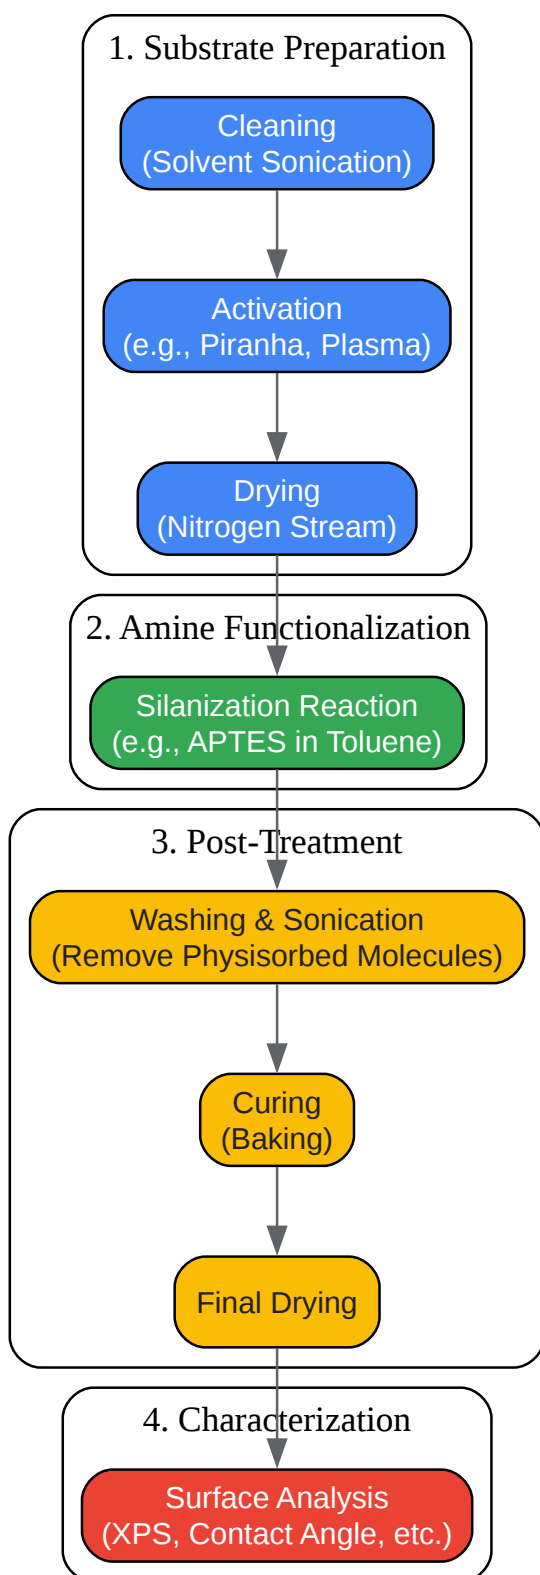 1. Substrate Preparation
Cleaning
(Solvent Sonication)
Activation
(e.g., Piranha, Plasma)
Drying
(Nitrogen Stream)
2. Amine Functionalization
Silanization Reaction
(e.g., APTES in Toluene)
3. Post-Treatment
Washing & Sonication
(Remove Physisorbed Molecules)
Curing
(Baking)
Final Drying
4. Characterization
Surface Analysis
(XPS, Contact Angle, etc.)